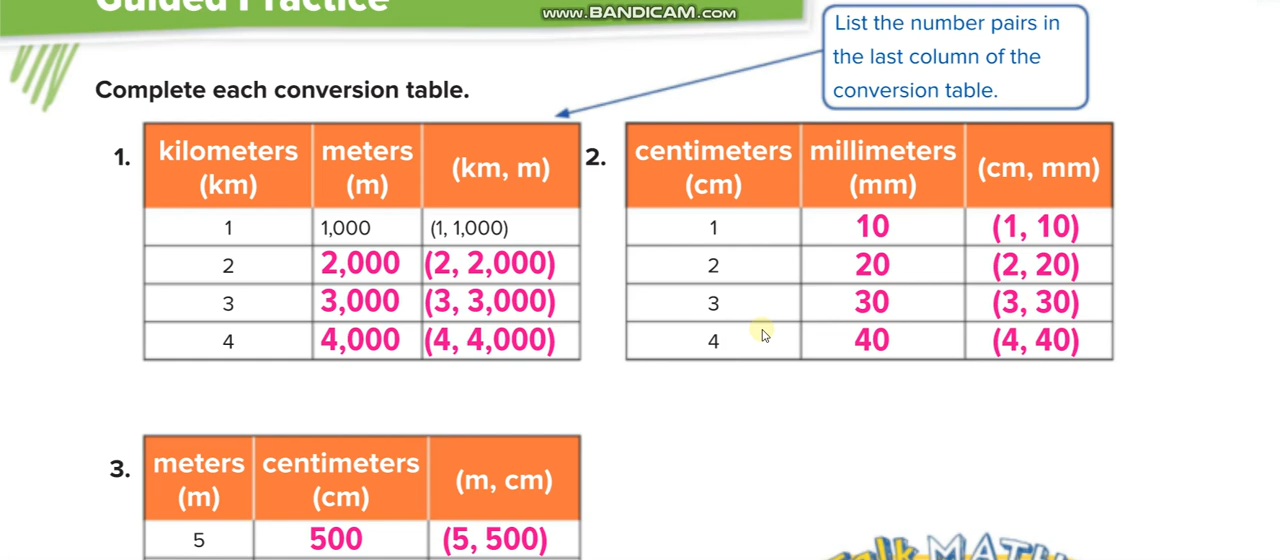 Guided Practice
www.BANDICAM.com
List the number pairs in
the last column of the
conversion table.
Complete each conversion table.
1.
kilometers (km) meters (m) (km, m)
1 1,000 (1, 1,000)
2 2,000 (2, 2,000)
3 3,000 (3, 3,000)
4 4,000 (4, 4,000)
2.
centimeters (cm) millimeters (mm) (cm, mm)
1 10 (1, 10)
2 20 (2, 20)
3 30 (3, 30)
4 40 (4, 40)
3.
meters (m) centimeters (cm) (m, cm)
5 500 (5, 500)
Talk MATH